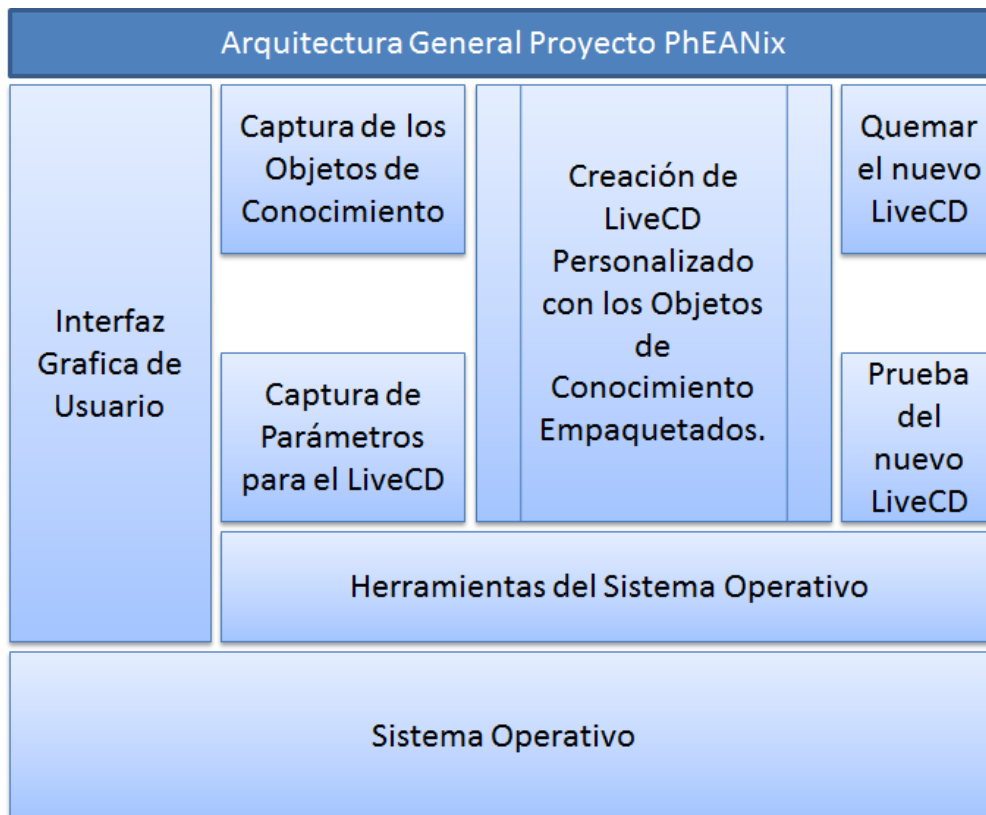 Arquitectura General Proyecto PhEANix
Interfaz
Grafica de
Usuario
Captura de los
Objetos de
Conocimiento
Captura de
Parámetros
para el LiveCD
Creación de
LiveCD
Personalizado
con los Objetos
de
Conocimiento
Empaquetados.
Quemar
el nuevo
LiveCD
Prueba
del
nuevo
LiveCD
Herramientas del Sistema Operativo
Sistema Operativo